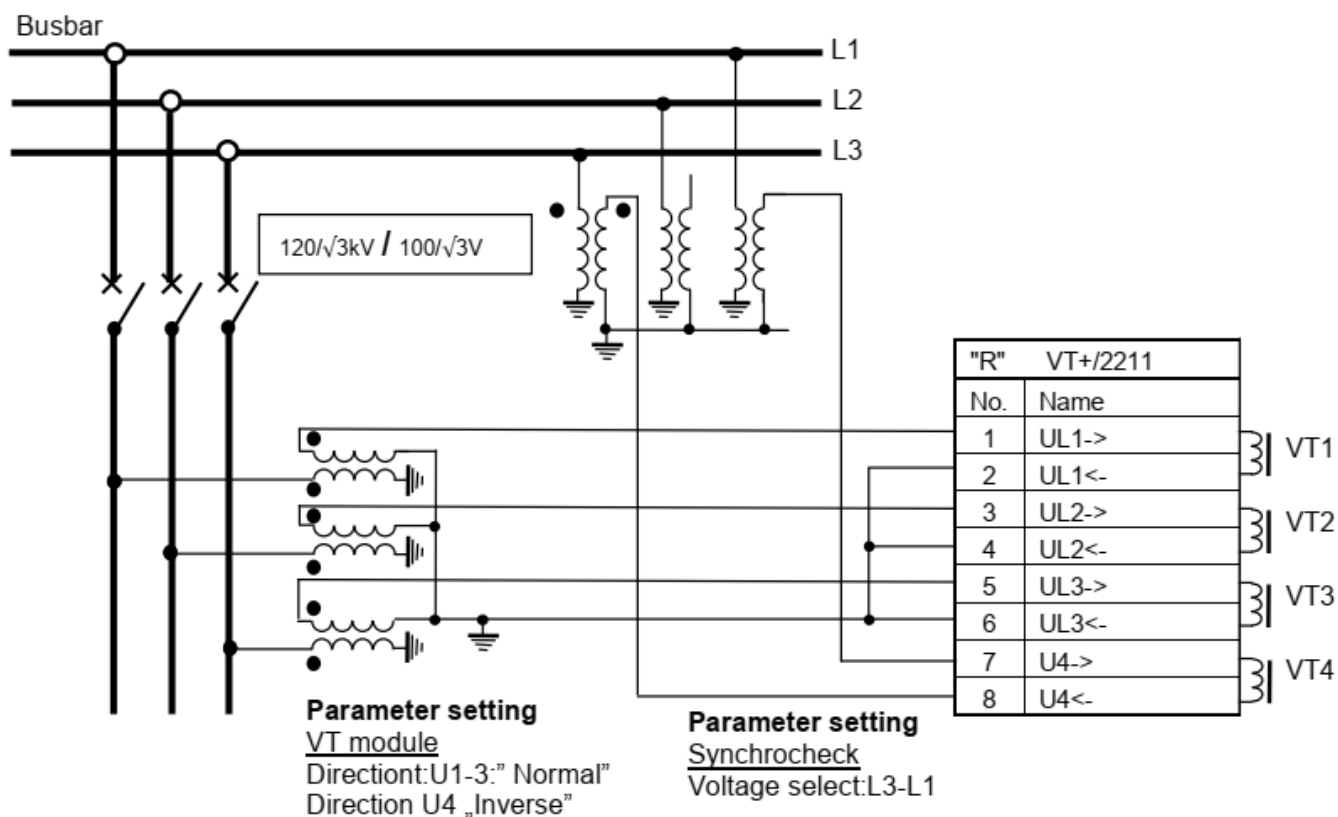 Busbar
L1
L2
L3
120/√3kV / 100/√3V
"R" VT+/2211
No. Name
1 UL1->
2 UL1<-
3 UL2->
4 UL2<-
5 UL3->
6 UL3<-
7 U4->
8 U4<-
VT1
VT2
VT3
VT4
Parameter setting
VT module
Directiont:U1-3:” Normal”
Direction U4 „Inverse”
Parameter setting
Synchrocheck
Voltage select:L3-L1